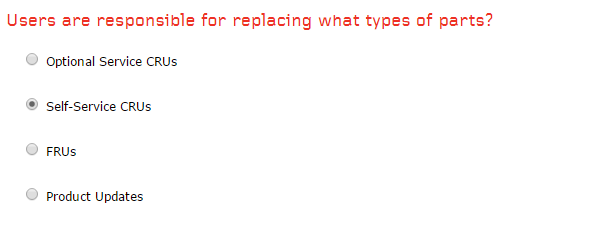 Users are responsible for replacing what types of parts?
Optional Service CRUs
Self-Service CRUs
FRUs
Product Updates